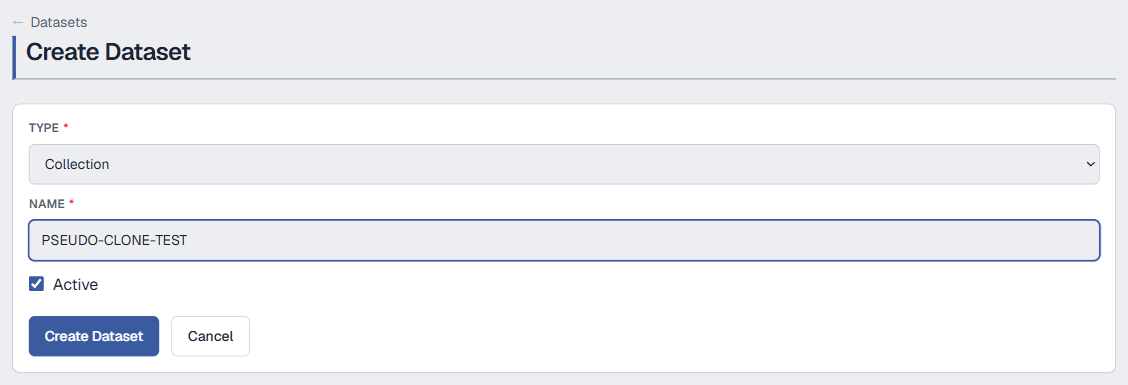 ← Datasets
Create Dataset
TYPE *
Collection
NAME *
PSEUDO-CLONE-TEST
Active
Create Dataset Cancel